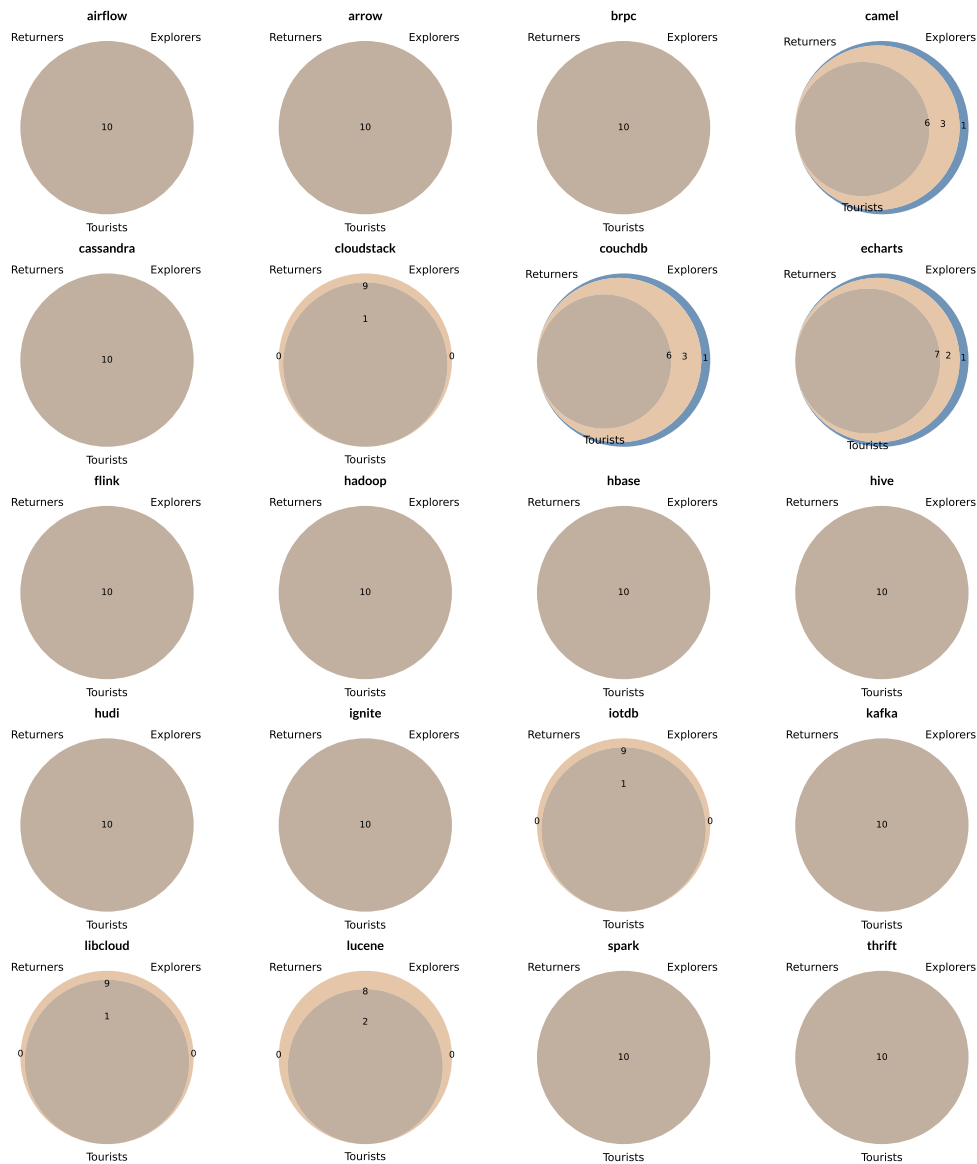 airflow
Returners Explorers
10
Tourists
arrow
Returners Explorers
10
Tourists
brpc
Returners Explorers
10
Tourists
camel
Returners Explorers
6 3 1
Tourists
cassandra
Returners Explorers
10
Tourists
cloudstack
Returners Explorers
9
1
0 0
Tourists
couchdb
Returners Explorers
6 3 1
Tourists
echarts
Returners Explorers
7 2 1
Tourists
flink
Returners Explorers
10
Tourists
hadoop
Returners Explorers
10
Tourists
hbase
Returners Explorers
10
Tourists
hive
Returners Explorers
10
Tourists
hudi
Returners Explorers
10
Tourists
ignite
Returners Explorers
10
Tourists
iotdb
Returners Explorers
9
1
0 0
Tourists
kafka
Returners Explorers
10
Tourists
libcloud
Returners Explorers
9
1
0 0
Tourists
lucene
Returners Explorers
8
2
0 0
Tourists
spark
Returners Explorers
10
Tourists
thrift
Returners Explorers
10
Tourists